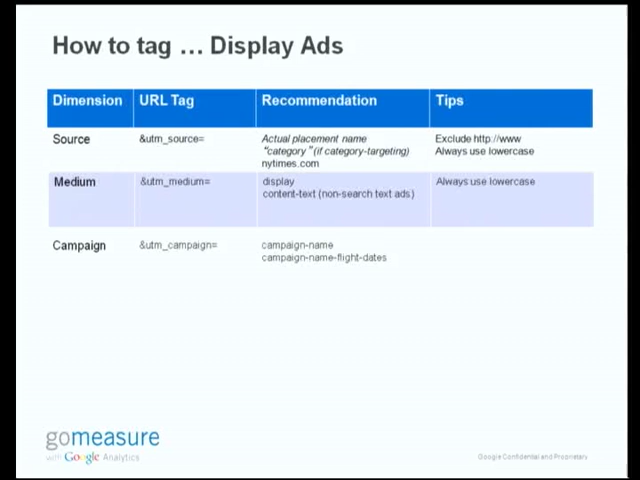 How to tag … Display Ads
Dimension URL Tag Recommendation Tips
Source &utm_source= Actual placement name Exclude http://www
"category "(if category-targeting) Always use lowercase
nytimes.com
Medium &utm_medium= display Always use lowercase
content-text (non-search text ads)
Campaign &utm_campaign= campaign-name
campaign-name-flight-dates
gomeasure
with Google Analytics
Google Confidential and Proprietary